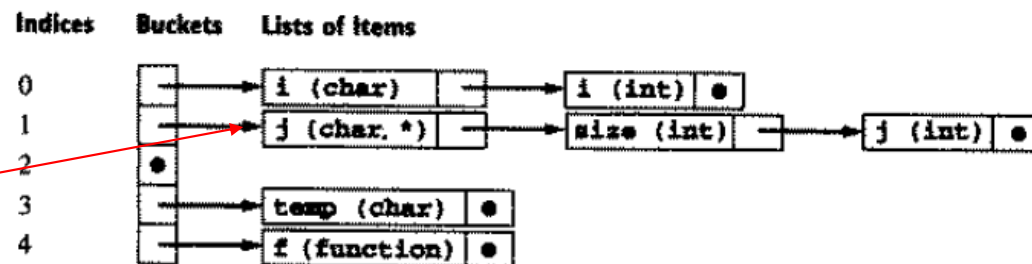 Indices Buckets Lists of Items
0 i (char) i (int)
1 j (char *) size (int) j (int)
2
3 temp (char)
4 f (function)